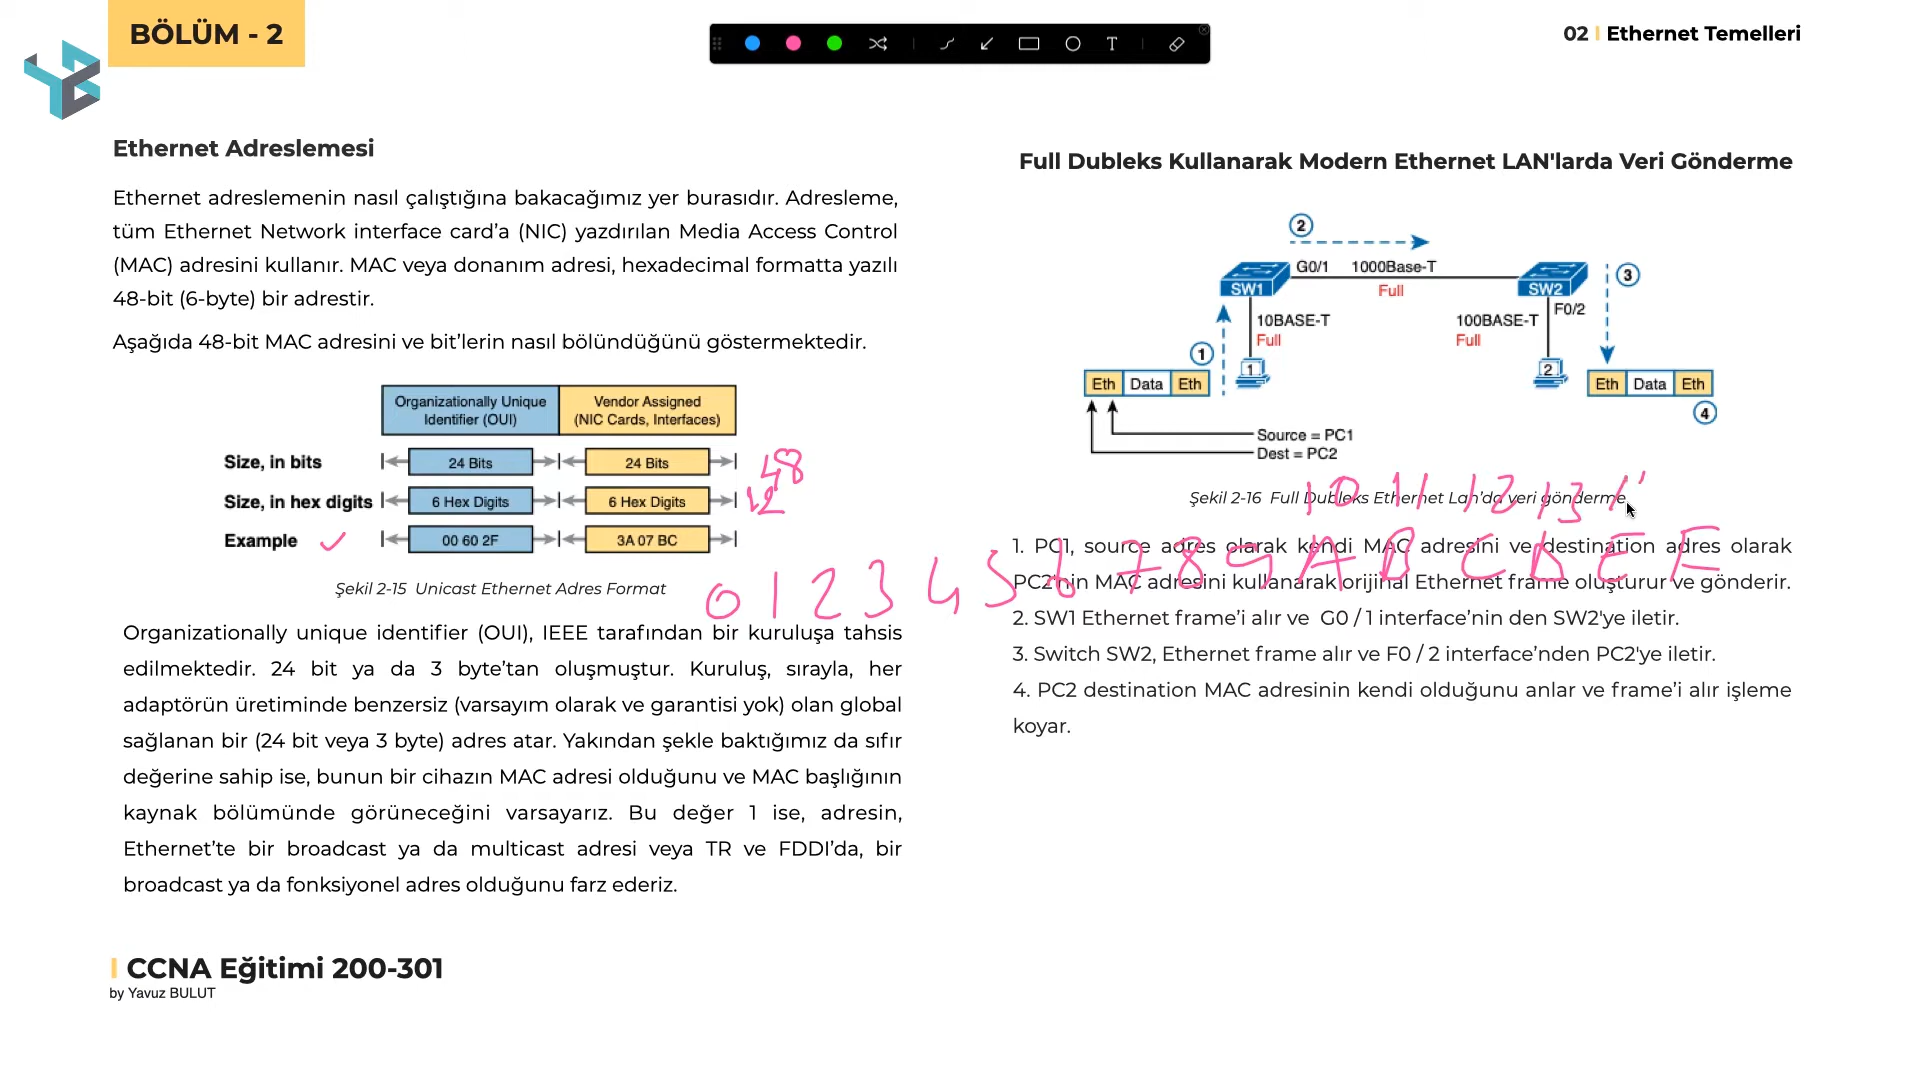 BÖLÜM - 2
02 | Ethernet Temelleri
T
Ethernet Adreslemesi
Ethernet adreslemenin nasıl çalıştığına bakacağımız yer burasıdır. Adresleme,
tüm Ethernet Network interface card’a (NIC) yazdırılan Media Access Control
(MAC) adresini kullanır. MAC veya donanım adresi, hexadecimal formatta yazılı
48-bit (6-byte) bir adrestir.
Aşağıda 48-bit MAC adresini ve bit’lerin nasıl bölündüğünü göstermektedir.
Organizationally Unique
Identifier (OUI)
Vendor Assigned
(NIC Cards, Interfaces)
Size, in bits
24 Bits
24 Bits
48
Size, in hex digits
6 Hex Digits
6 Hex Digits
12
Example
00 60 2F
3A 07 BC
Şekil 2-15 Unicast Ethernet Adres Format
0 1 2 3 4 5 6 7 8 9 A B C D E F
Organizationally unique identifier (OUI), IEEE tarafından bir kuruluşa tahsis
edilmektedir. 24 bit ya da 3 byte’tan oluşmuştur. Kuruluş, sırayla, her
adaptörün üretiminde benzersiz (varsayım olarak ve garantisi yok) olan global
sağlanan bir (24 bit veya 3 byte) adres atar. Yakından şekle baktığımız da sıfır
değerine sahip ise, bunun bir cihazın MAC adresi olduğunu ve MAC başlığının
kaynak bölümünde görüneceğini varsayarız. Bu değer 1 ise, adresin,
Ethernet’te bir broadcast ya da multicast adresi veya TR ve FDDI’da, bir
broadcast ya da fonksiyonel adres olduğunu farz ederiz.
Full Dubleks Kullanarak Modern Ethernet LAN'larda Veri Gönderme
2
G0/1 1000Base-T
Full
SW1
SW2
3
F0/2
10BASE-T
Full
100BASE-T
Full
1
1
2
Eth Data Eth
Eth Data Eth
4
Source = PC1
Dest = PC2
10 11 12 13
Şekil 2-16 Full Dubleks Ethernet Lan’da veri gönderme
1. PC1, source adres olarak kendi MAC adresini ve destination adres olarak
PC2'nin MAC adresini kullanarak orijinal Ethernet frame oluşturur ve gönderir.
2. SW1 Ethernet frame’i alır ve G0 / 1 interface’nin den SW2'ye iletir.
3. Switch SW2, Ethernet frame alır ve F0 / 2 interface’nden PC2'ye iletir.
4. PC2 destination MAC adresinin kendi olduğunu anlar ve frame’i alır işleme
koyar.
| CCNA Eğitimi 200-301
by Yavuz BULUT